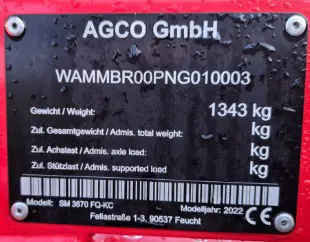 AGCO GmbH
WAMMBR00PNG010003
Gewicht / Weight: 1343 kg
Zul. Gesamtgewicht / Admis. total weight: kg
Zul. Achslast / Admis. axle load: kg
Zul. Stützlast / Admis. supported load kg
Modell: SM 3670 FQ-KC Modelljahr: 2022 CE
Fellastraße 1-3, 90537 Feucht